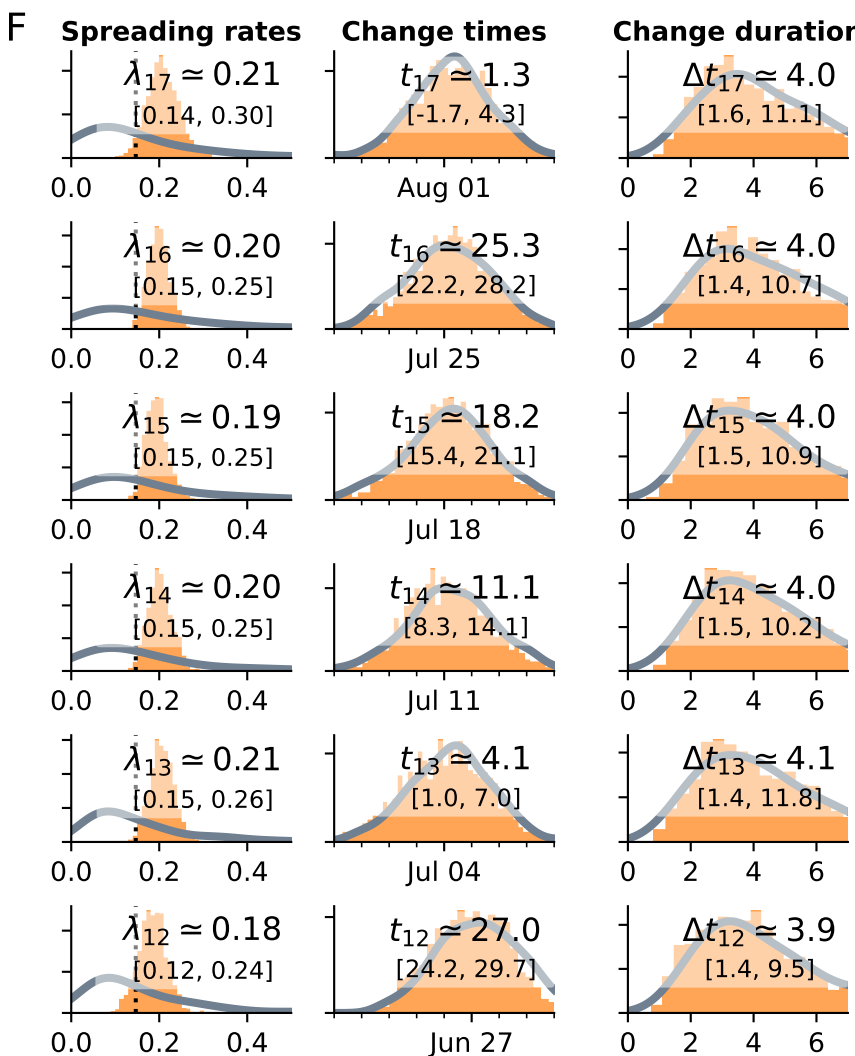 F
Spreading rates Change times Change duration
λ17 ≃ 0.21 t17 ≃ 1.3 Δt17 ≃ 4.0
[0.14, 0.30] [-1.7, 4.3] [1.6, 11.1]
0.0 0.2 0.4 Aug 01 0 2 4 6
λ16 ≃ 0.20 t16 ≃ 25.3 Δt16 ≃ 4.0
[0.15, 0.25] [22.2, 28.2] [1.4, 10.7]
0.0 0.2 0.4 Jul 25 0 2 4 6
λ15 ≃ 0.19 t15 ≃ 18.2 Δt15 ≃ 4.0
[0.15, 0.25] [15.4, 21.1] [1.5, 10.9]
0.0 0.2 0.4 Jul 18 0 2 4 6
λ14 ≃ 0.20 t14 ≃ 11.1 Δt14 ≃ 4.0
[0.15, 0.25] [8.3, 14.1] [1.5, 10.2]
0.0 0.2 0.4 Jul 11 0 2 4 6
λ13 ≃ 0.21 t13 ≃ 4.1 Δt13 ≃ 4.1
[0.15, 0.26] [1.0, 7.0] [1.4, 11.8]
0.0 0.2 0.4 Jul 04 0 2 4 6
λ12 ≃ 0.18 t12 ≃ 27.0 Δt12 ≃ 3.9
[0.12, 0.24] [24.2, 29.7] [1.4, 9.5]
0.0 0.2 0.4 Jun 27 0 2 4 6